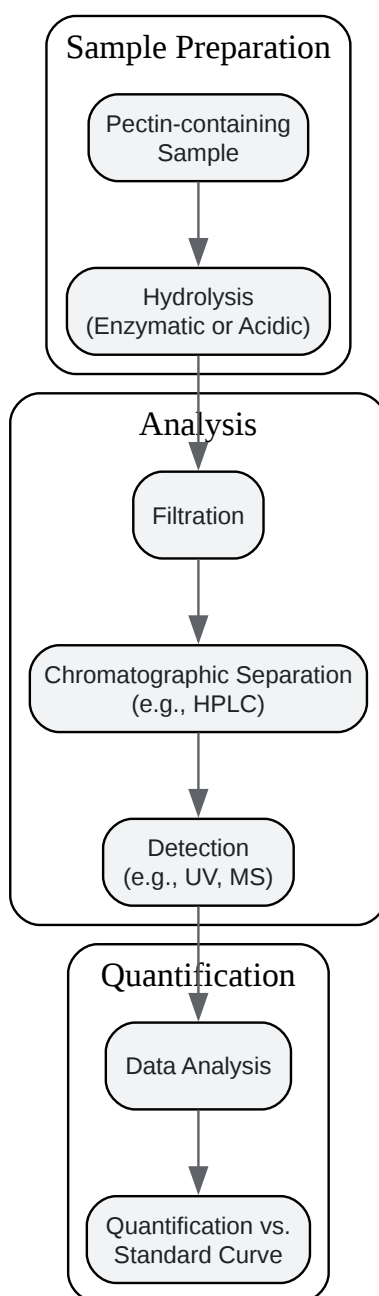 Sample Preparation
Pectin-containing
Sample
Hydrolysis
(Enzymatic or Acidic)
Analysis
Filtration
Chromatographic Separation
(e.g., HPLC)
Detection
(e.g., UV, MS)
Quantification
Data Analysis
Quantification vs.
Standard Curve